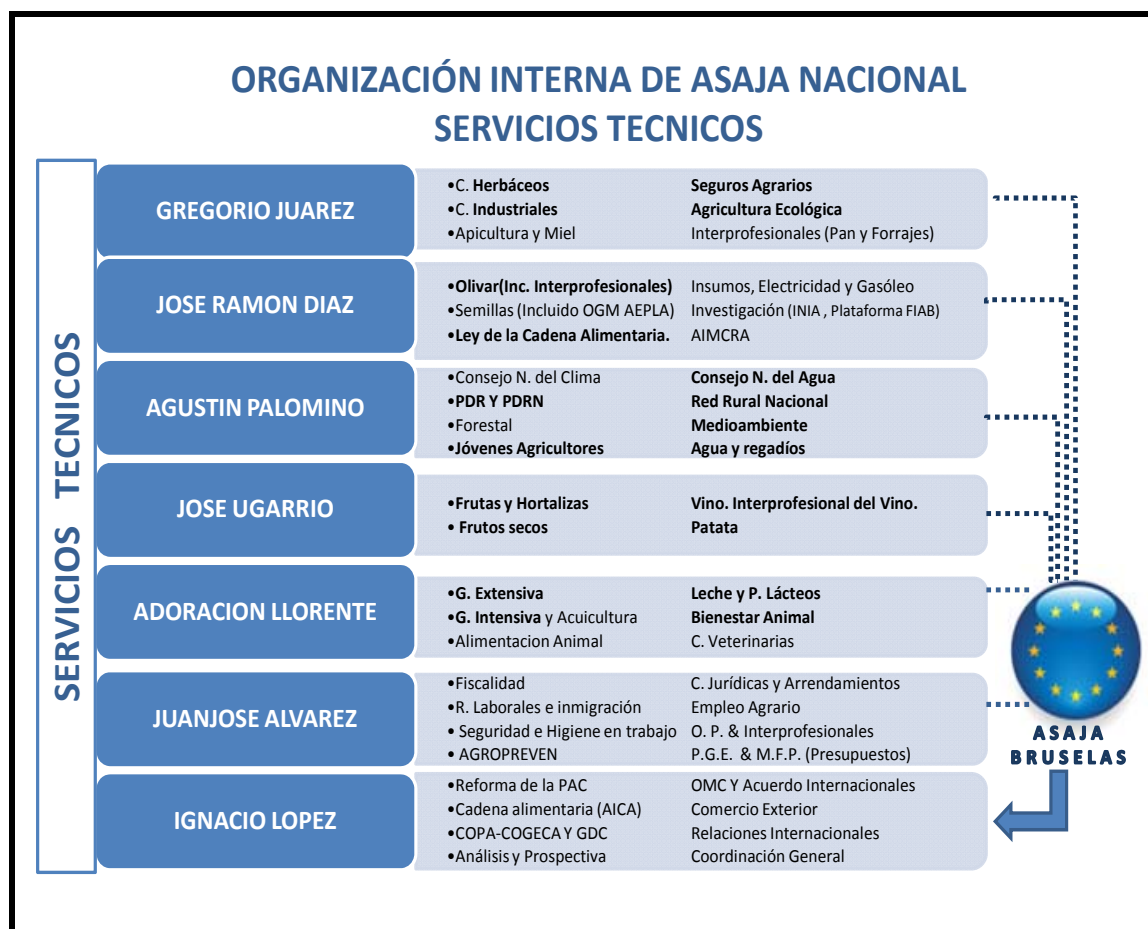 ORGANIZACIÓN INTERNA DE ASAJA NACIONAL
SERVICIOS TECNICOS
SERVICIOS TECNICOS
GREGORIO JUAREZ
•C. Herbáceos Seguros Agrarios
•C. Industriales Agricultura Ecológica
•Apicultura y Miel Interprofesionales (Pan y Forrajes)
JOSE RAMON DIAZ
•Olivar(Inc. Interprofesionales) Insumos, Electricidad y Gasóleo
•Semillas (Incluido OGM AEPLA) Investigación (INIA , Plataforma FIAB)
•Ley de la Cadena Alimentaria. AIMCRA
AGUSTIN PALOMINO
•Consejo N. del Clima Consejo N. del Agua
•PDR Y PDRN Red Rural Nacional
•Forestal Medioambiente
•Jóvenes Agricultores Agua y regadíos
JOSE UGARRIO
•Frutas y Hortalizas Vino. Interprofesional del Vino.
• Frutos secos Patata
ADORACION LLORENTE
•G. Extensiva Leche y P. Lácteos
•G. Intensiva y Acuicultura Bienestar Animal
•Alimentacion Animal C. Veterinarias
JUANJOSE ALVAREZ
•Fiscalidad C. Jurídicas y Arrendamientos
•R. Laborales e inmigración Empleo Agrario
• Seguridad e Higiene en trabajo O. P. & Interprofesionales
• AGROPREVEN P.G.E. & M.F.P. (Presupuestos)
IGNACIO LOPEZ
•Reforma de la PAC OMC Y Acuerdo Internacionales
•Cadena alimentaria (AICA) Comercio Exterior
•COPA-COGECA Y GDC Relaciones Internacionales
•Análisis y Prospectiva Coordinación General
ASAJA
BRUSELAS